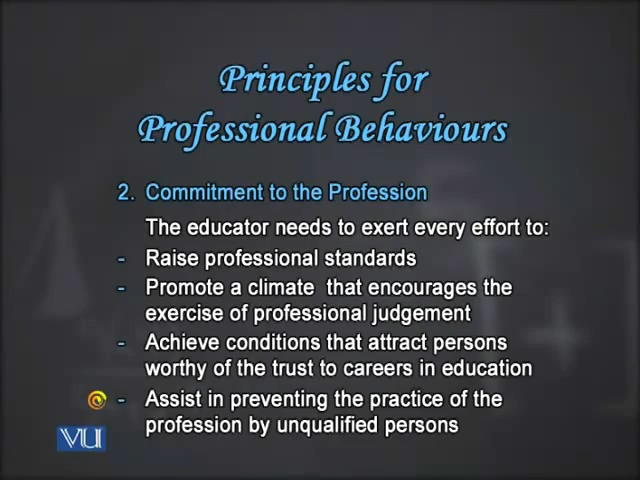 Principles for
Professional Behaviours
2. Commitment to the Profession
The educator needs to exert every effort to:
- Raise professional standards
- Promote a climate that encourages the
exercise of professional judgement
- Achieve conditions that attract persons
worthy of the trust to careers in education
- Assist in preventing the practice of the
profession by unqualified persons
VU